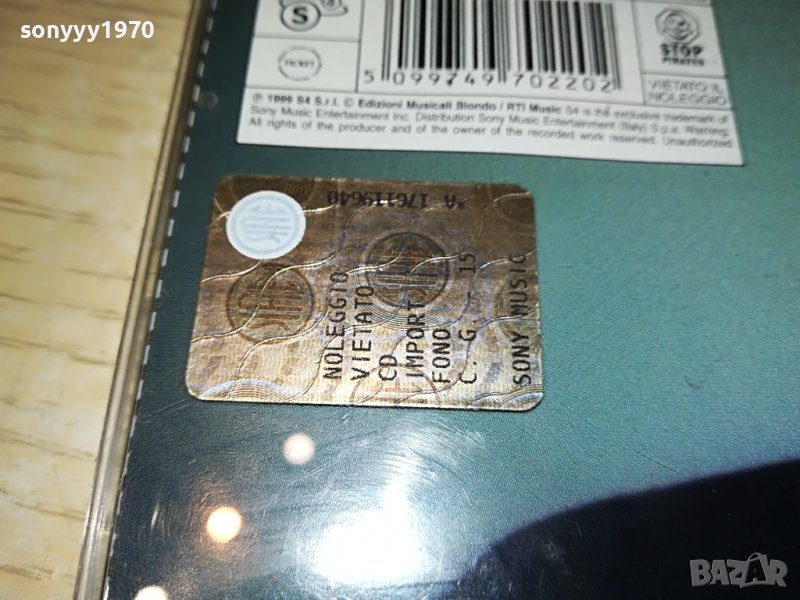 sonyyy1970
S
STOP
PIRATES
5 099749 702202
VIETATO IL
NOLEGGIO
℗ 1999 S4 S.r.l. © Edizioni Musicali Biondo / RTI Music S4 is the exclusive trademark of
Sony Music Entertainment Inc. Distribution Sony Music Entertainment (Italy) S.p.a. Warning:
All rights of the producer and of the owner of the recorded work reserved. Unauthorized
*A 17G119640
NOLEGGIO
VIETATO
CD
IMPORT
FONO
C. G. 15
SONY MUSIC
BAZAR